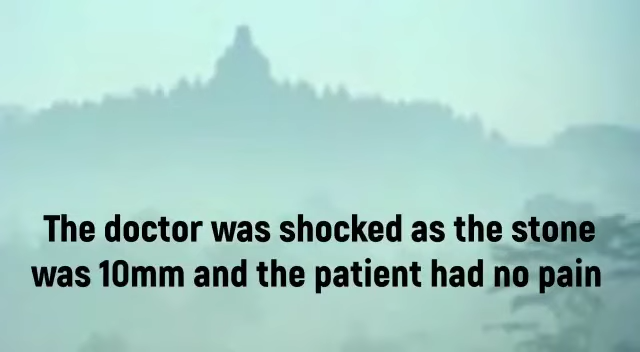 The doctor was shocked as the stone
was 10mm and the patient had no pain